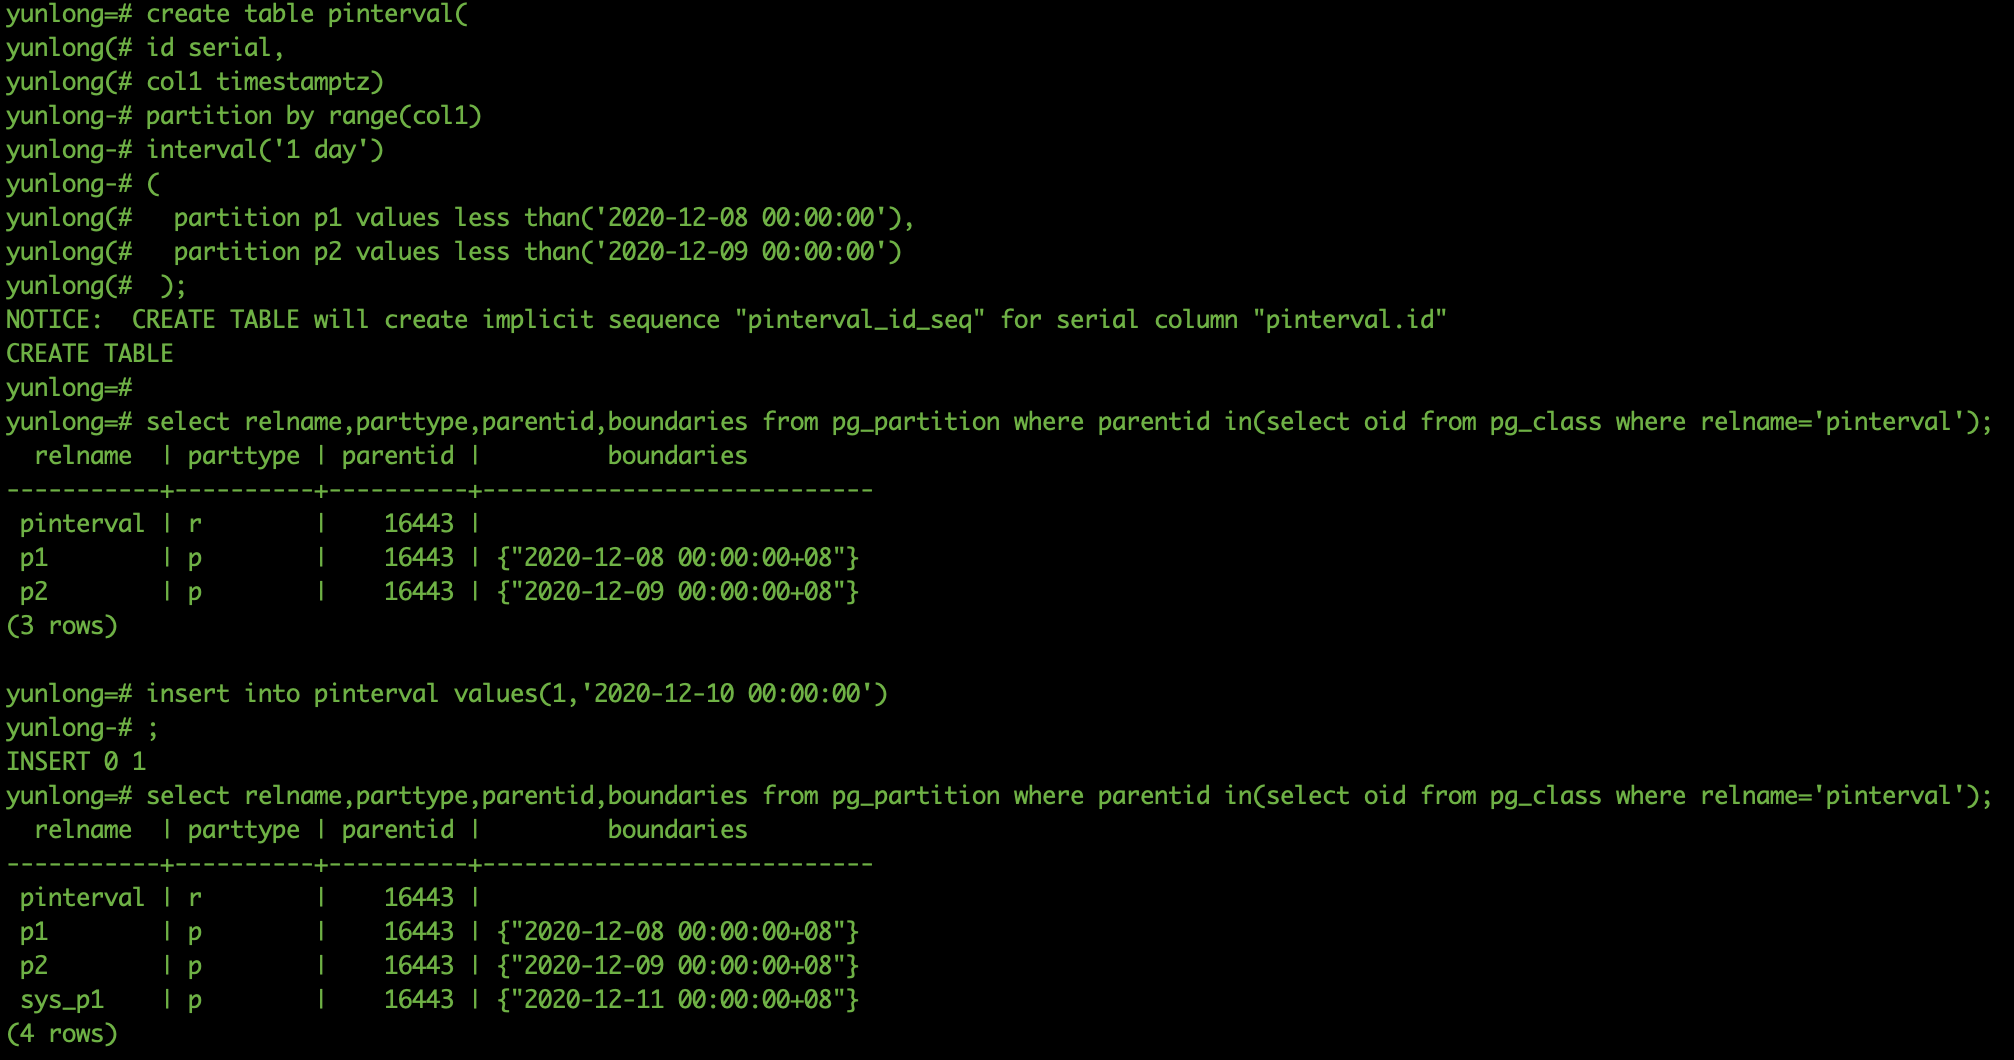 yunlong=# create table pinterval(
yunlong(# id serial,
yunlong(# col1 timestamptz)
yunlong-# partition by range(col1)
yunlong-# interval('1 day')
yunlong-# (
yunlong(#   partition p1 values less than('2020-12-08 00:00:00'),
yunlong(#   partition p2 values less than('2020-12-09 00:00:00')
yunlong(#  );
NOTICE:  CREATE TABLE will create implicit sequence "pinterval_id_seq" for serial column "pinterval.id"
CREATE TABLE
yunlong=#
yunlong=# select relname,parttype,parentid,boundaries from pg_partition where parentid in(select oid from pg_class where relname='pinterval');
  relname  | parttype | parentid |         boundaries
-----------+----------+----------+----------------------------
 pinterval | r        |    16443 |
 p1        | p        |    16443 | {"2020-12-08 00:00:00+08"}
 p2        | p        |    16443 | {"2020-12-09 00:00:00+08"}
(3 rows)

yunlong=# insert into pinterval values(1,'2020-12-10 00:00:00')
yunlong-# ;
INSERT 0 1
yunlong=# select relname,parttype,parentid,boundaries from pg_partition where parentid in(select oid from pg_class where relname='pinterval');
  relname  | parttype | parentid |         boundaries
-----------+----------+----------+----------------------------
 pinterval | r        |    16443 |
 p1        | p        |    16443 | {"2020-12-08 00:00:00+08"}
 p2        | p        |    16443 | {"2020-12-09 00:00:00+08"}
 sys_p1    | p        |    16443 | {"2020-12-11 00:00:00+08"}
(4 rows)